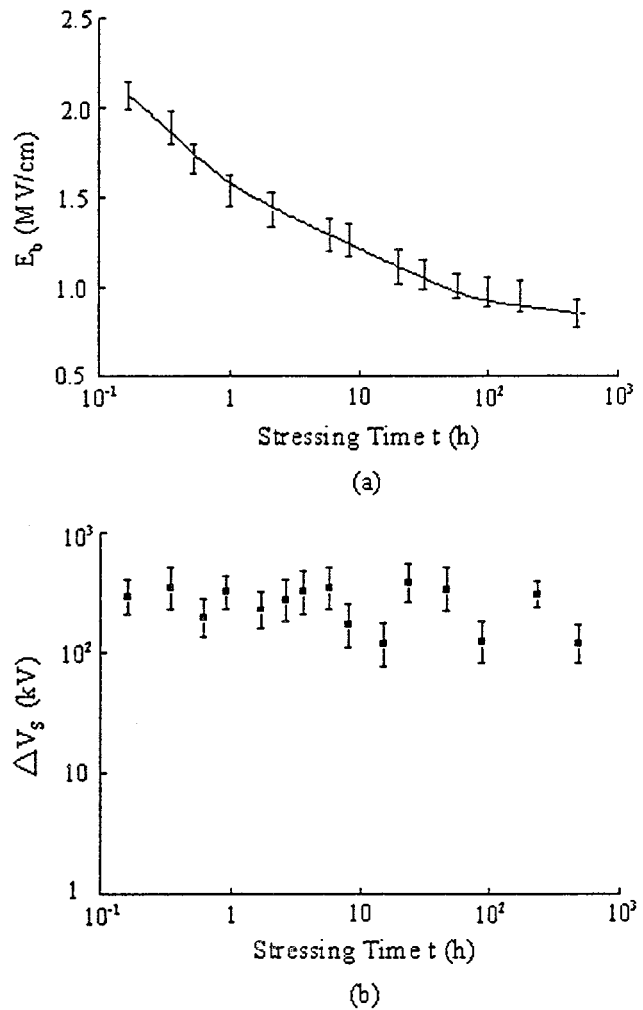 2.5
2.0
1.5
1.0
0.5
E_b (MV/cm)
10^-1 1 10 10^2 10^3
Stressing Time t (h)
(a)
10^3
10^2
10
1
△V_S (kV)
10^-1 1 10 10^2 10^3
Stressing Time t (h)
(b)